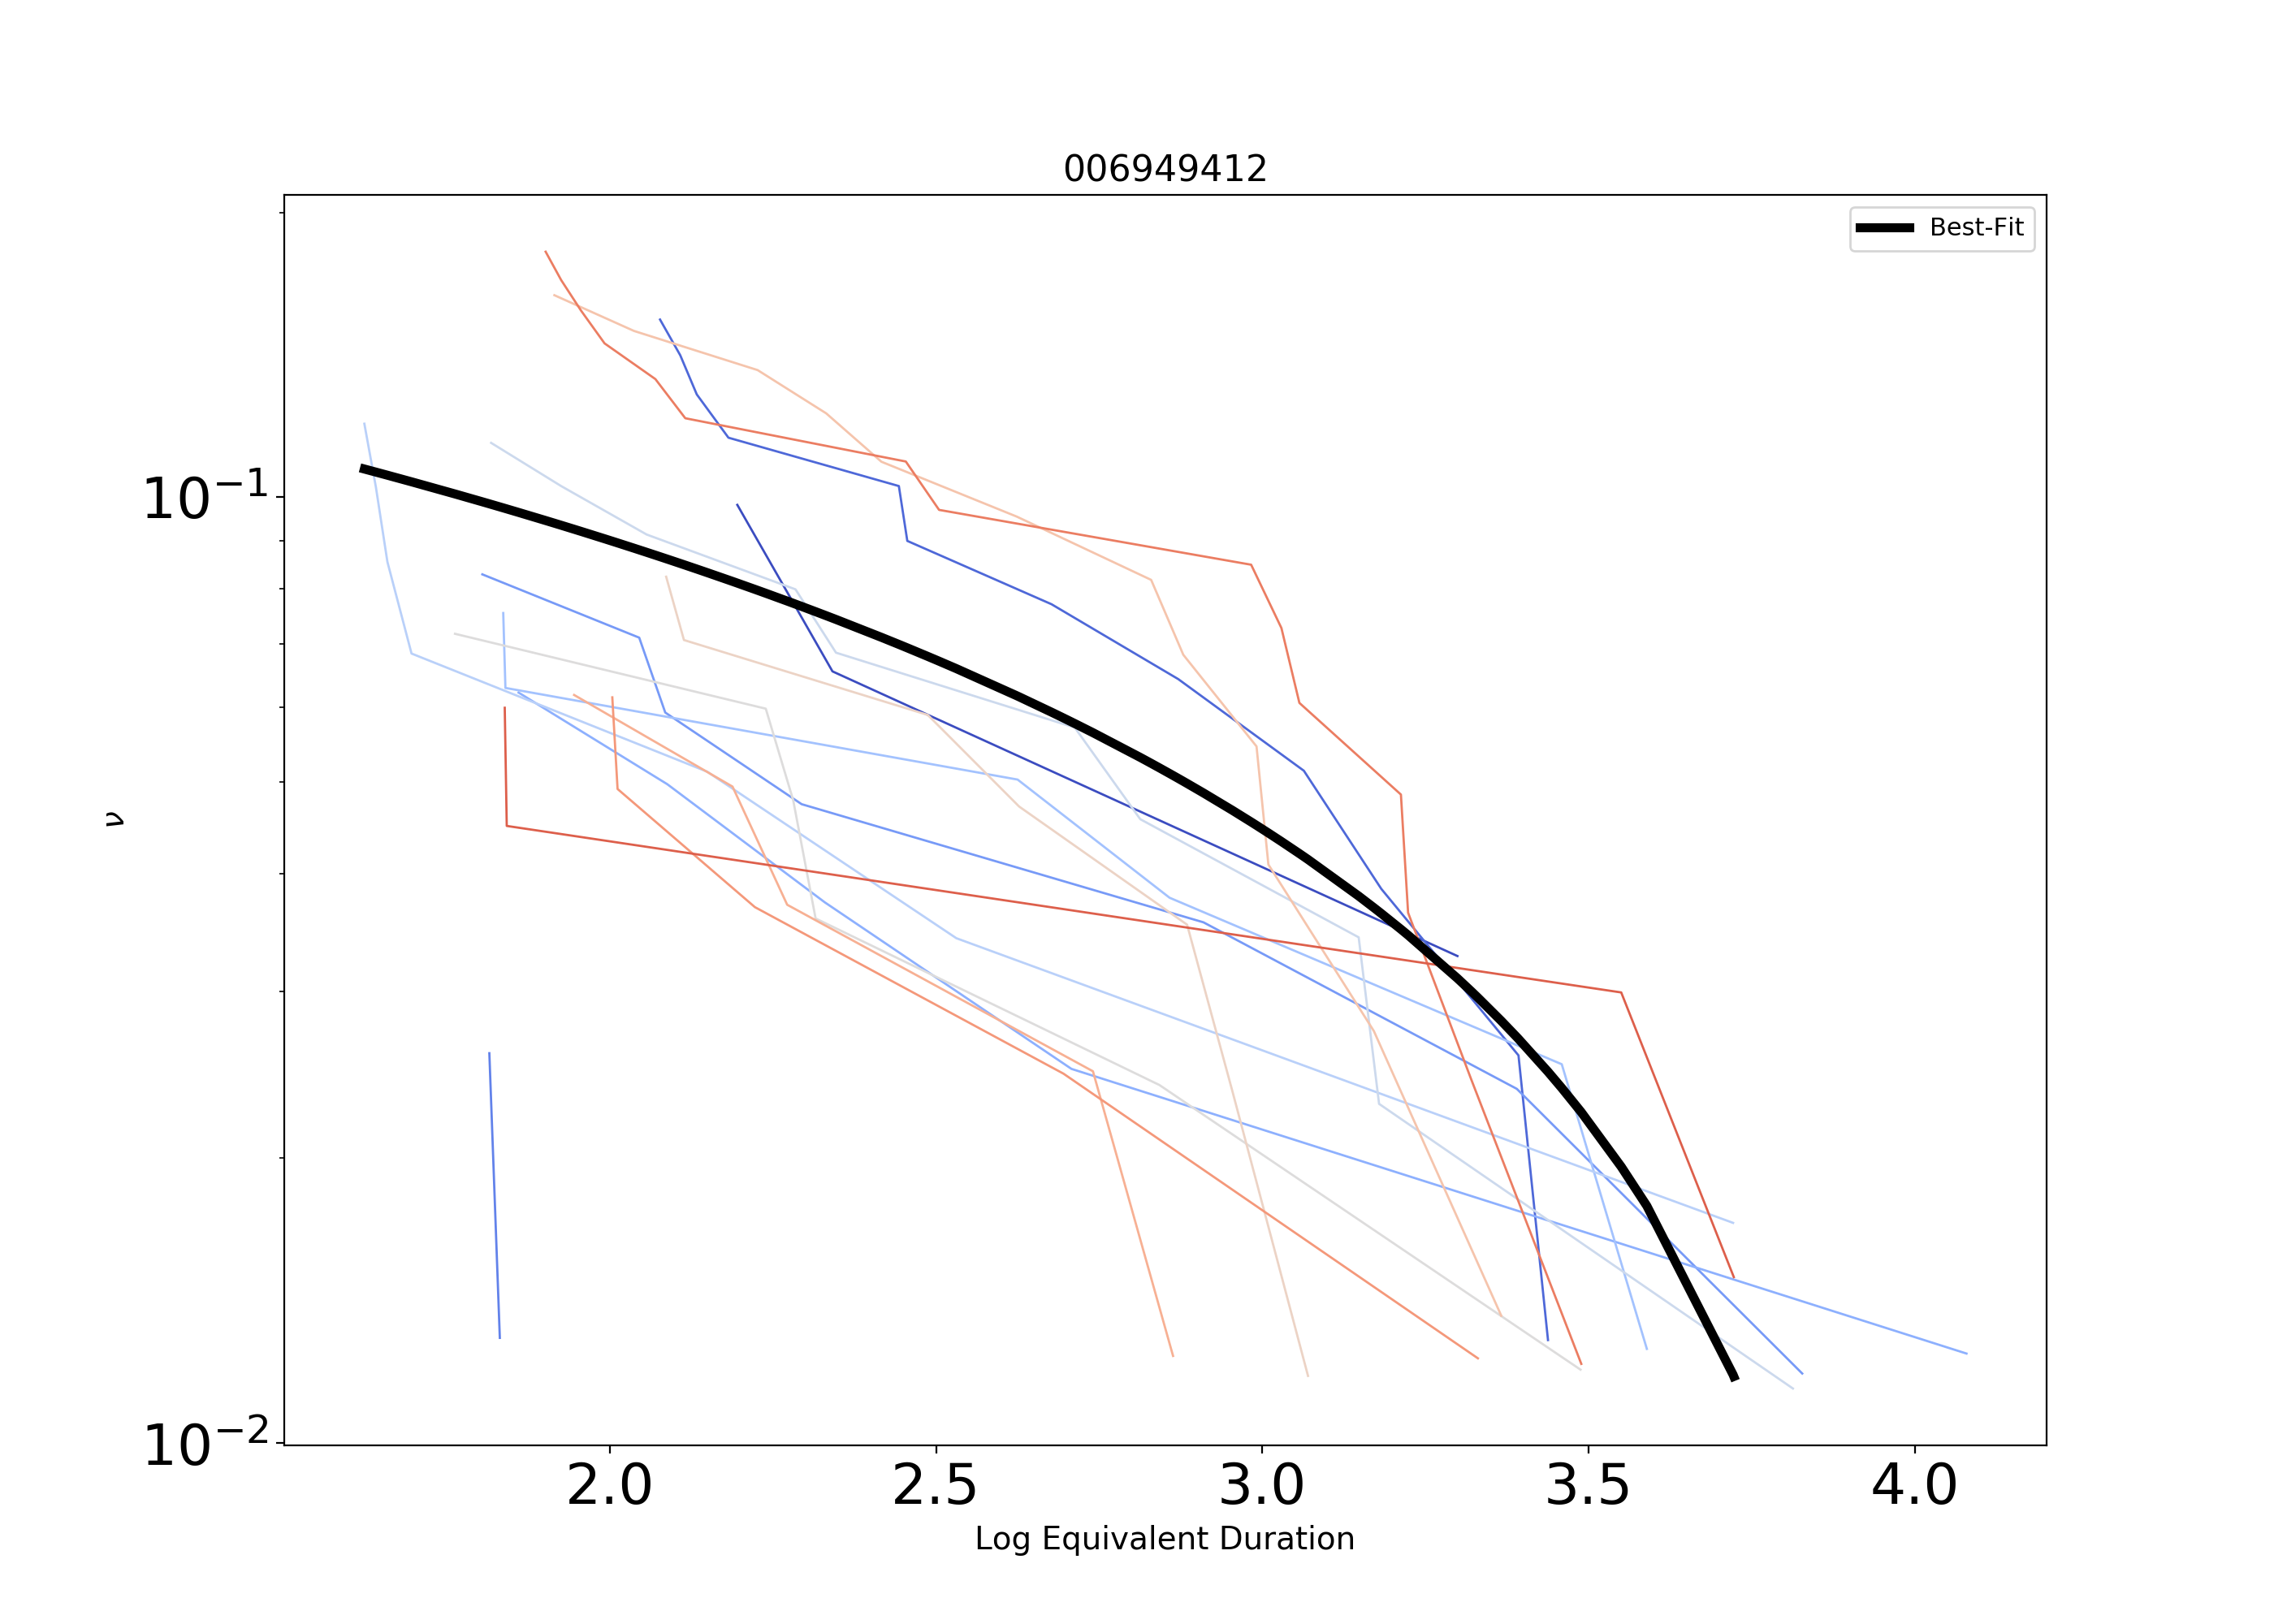 006949412
Best-Fit
10⁻¹
ν
10⁻²
2.0 2.5 3.0 3.5 4.0
Log Equivalent Duration